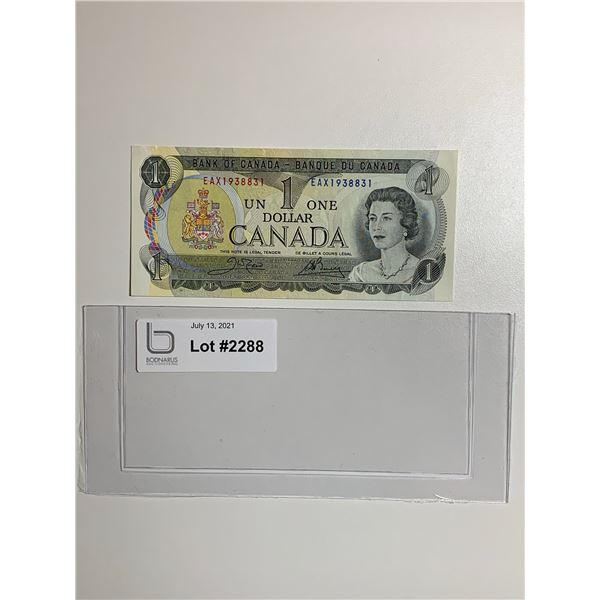 BANK OF CANADA – BANQUE DU CANADA
EAX1938831 EAX1938831
1 1 1
UN ONE
DOLLAR
CANADA
THIS NOTE IS LEGAL TENDER CE BILLET A COURS LÉGAL
1 1
July 13, 2021
Lot #2288
b
BODNARUS
AUCTIONEERING